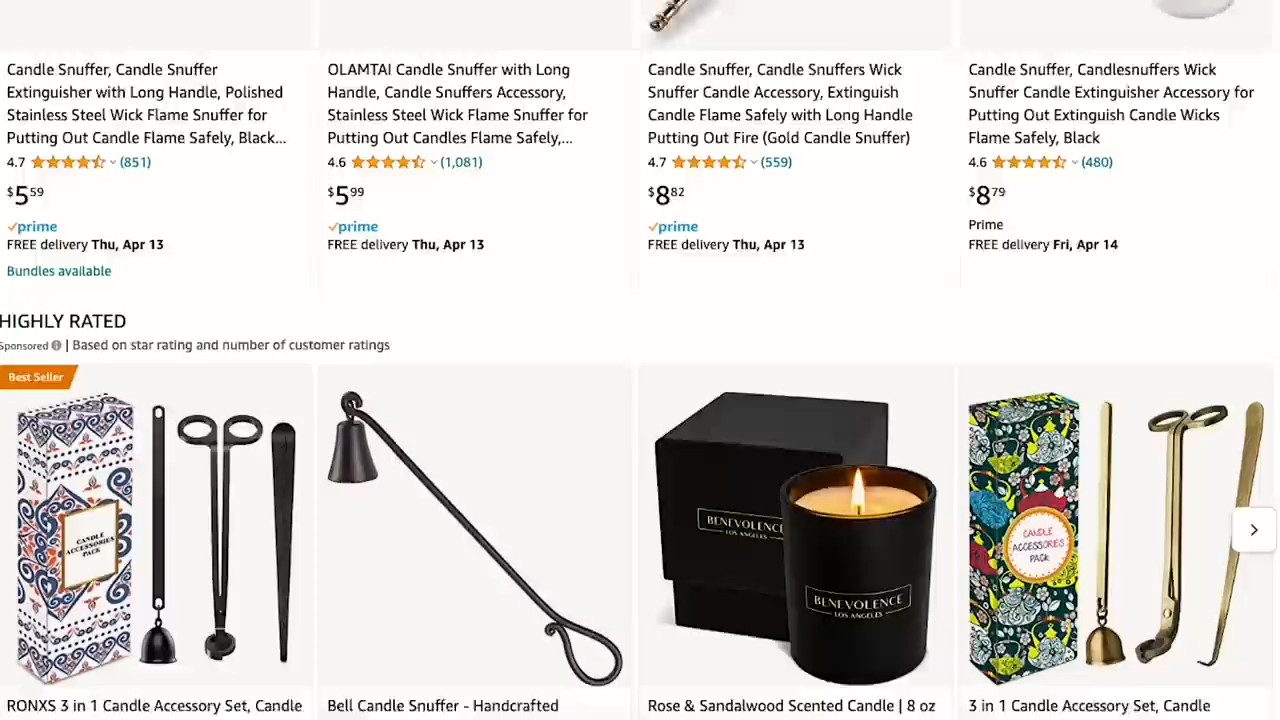 Candle Snuffer, Candle Snuffer
Extinguisher with Long Handle, Polished
Stainless Steel Wick Flame Snuffer for
Putting Out Candle Flame Safely, Black...
4.7 (851)
$5 59
prime
FREE delivery Thu, Apr 13
Bundles available
OLAMTAI Candle Snuffer with Long
Handle, Candle Snuffers Accessory,
Stainless Steel Wick Flame Snuffer for
Putting Out Candles Flame Safely,...
4.6 (1,081)
$5 99
prime
FREE delivery Thu, Apr 13
Candle Snuffer, Candle Snuffers Wick
Snuffer Candle Accessory, Extinguish
Candle Flame Safely with Long Handle
Putting Out Fire (Gold Candle Snuffer)
4.7 (559)
$8 82
prime
FREE delivery Thu, Apr 13
Candle Snuffer, Candlesnuffers Wick
Snuffer Candle Extinguisher Accessory for
Putting Out Extinguish Candle Wicks
Flame Safely, Black
4.6 (480)
$8 79
Prime
FREE delivery Fri, Apr 14
HIGHLY RATED
Sponsored | Based on star rating and number of customer ratings
Best Seller
CANDLE
ACCESSORIES
PACK
RONXS 3 in 1 Candle Accessory Set, Candle
Bell Candle Snuffer - Handcrafted
BENEVOLENCE
LOS ANGELES
BENEVOLENCE
LOS ANGELES
Rose & Sandalwood Scented Candle | 8 oz
CANDLE
ACCESSORIES
PACK
3 in 1 Candle Accessory Set, Candle